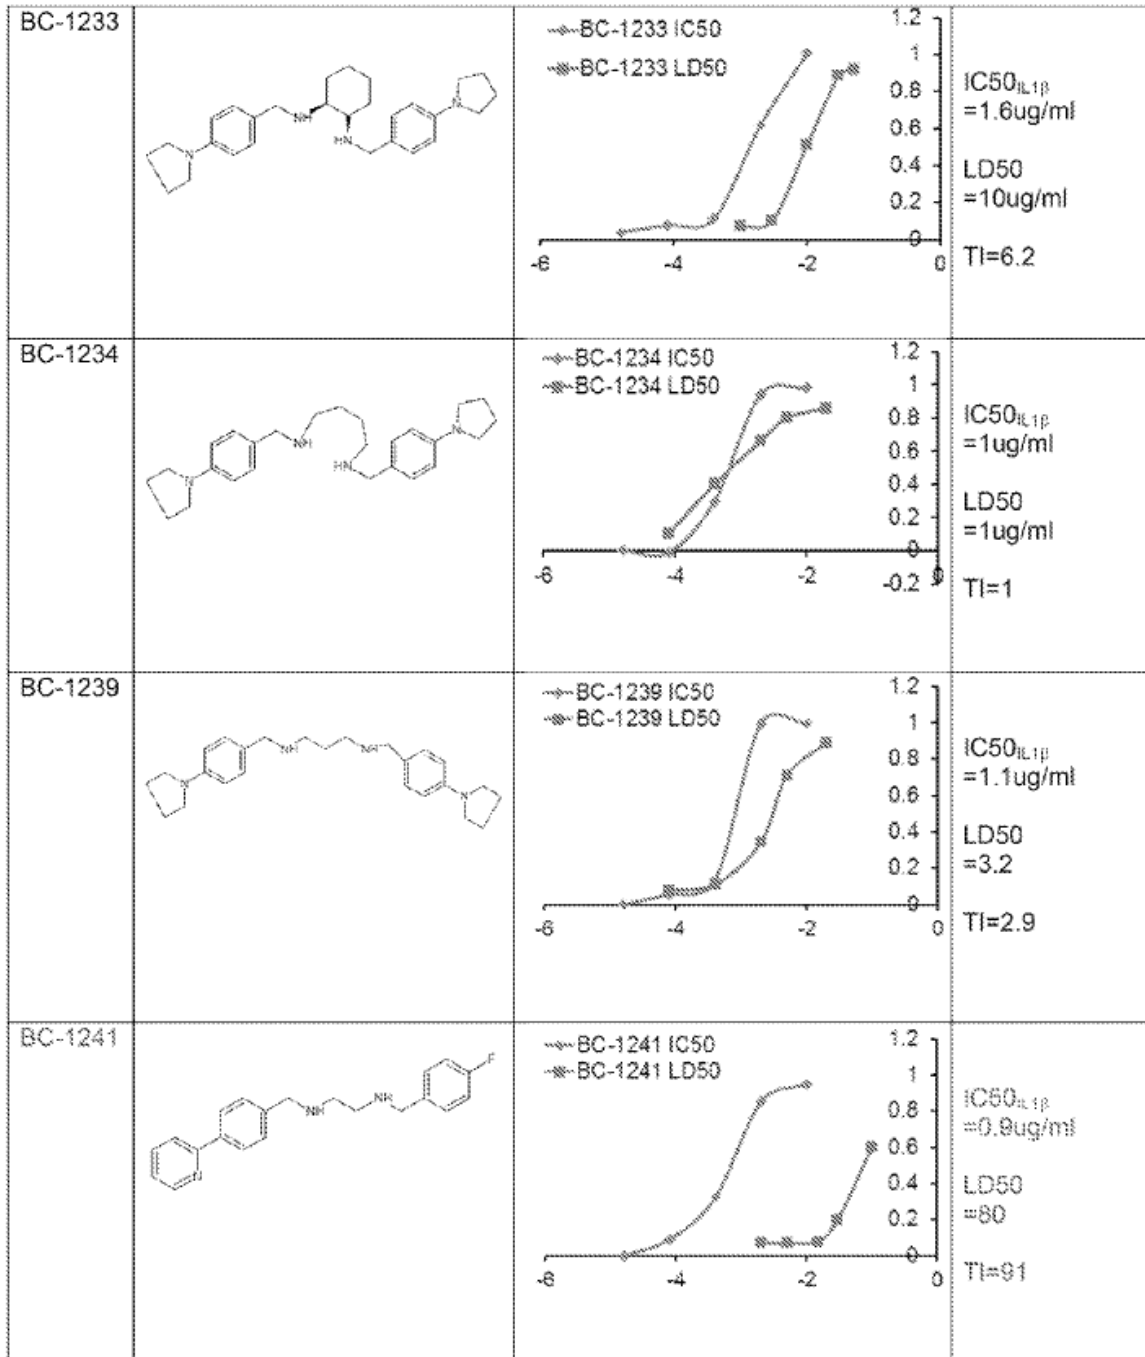 BC-1233
N
NH
HN
N
BC-1233 IC50
BC-1233 LD50
1.2
1
0.8
0.6
0.4
0.2
0
-6
-4
-2
0
IC50IL1β
=1.6ug/ml
LD50
=10ug/ml
TI=6.2
BC-1234
N
NH
HN
N
BC-1234 IC50
BC-1234 LD50
1.2
1
0.8
0.6
0.4
0.2
0
-0.2
-6
-4
-2
0
IC50IL1β
=1ug/ml
LD50
=1ug/ml
TI=1
BC-1239
N
NH
NH
N
BC-1239 IC50
BC-1239 LD50
1.2
1
0.8
0.6
0.4
0.2
0
-6
-4
-2
0
IC50IL1β
=1.1ug/ml
LD50
=3.2
TI=2.9
BC-1241
N
NH
NH
F
BC-1241 IC50
BC-1241 LD50
1.2
1
0.8
0.6
0.4
0.2
0
-6
-4
-2
0
IC50IL1β
=0.9ug/ml
LD50
=80
TI=91